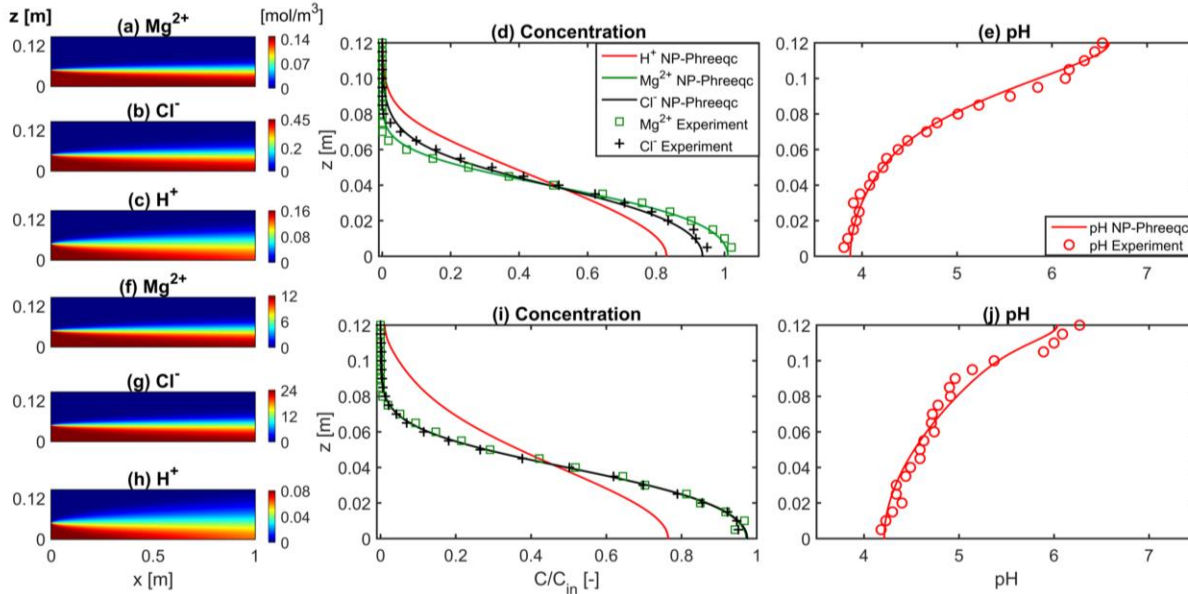 z [m]
[mol/m³]
(a) Mg²⁺
0.12
0
0.14
0.07
0
(b) Cl⁻
0.12
0
0.45
0.2
0
(c) H⁺
0.12
0
0.16
0.08
0
(f) Mg²⁺
0.12
0
12
6
0
(g) Cl⁻
0.12
0
24
12
0
(h) H⁺
0.12
0
0.08
0.04
0
0 0.5 1
x [m]
(d) Concentration
H⁺ NP-Phreeqc
Mg²⁺ NP-Phreeqc
Cl⁻ NP-Phreeqc
Mg²⁺ Experiment
Cl⁻ Experiment
z [m]
0.12
0.1
0.08
0.06
0.04
0.02
0
0 0.2 0.4 0.6 0.8 1
(e) pH
pH NP-Phreeqc
pH Experiment
0.12
0.1
0.08
0.06
0.04
0.02
0
4 5 6 7
(i) Concentration
z [m]
0.12
0.1
0.08
0.06
0.04
0.02
0
0 0.2 0.4 0.6 0.8 1
C/Cᵢₙ [-]
(j) pH
0.12
0.1
0.08
0.06
0.04
0.02
0
4 5 6 7
pH